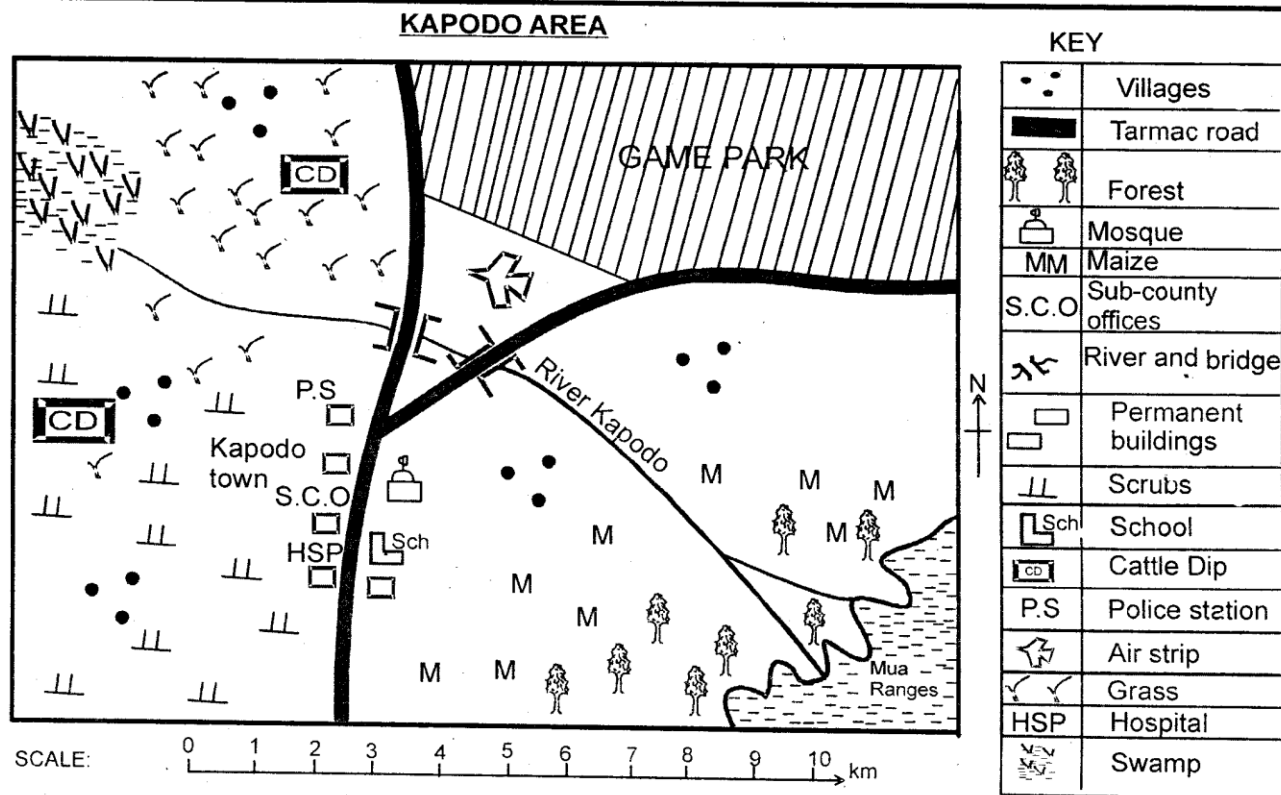 KAPODO AREA
KEY
Villages
Tarmac road
Forest
Mosque
MM Maize
S.C.O Sub-county
offices
River and bridge
Permanent
buildings
Scrubs
Sch School
CD Cattle Dip
P.S Police station
Air strip
Grass
HSP Hospital
Swamp
GAME PARK
CD
CD
P.S
Kapodo
town
S.C.O
HSP
Sch
River Kapodo
N
M
M
M
M
M
M
M
M
M
Mua
Ranges
SCALE:
0 1 2 3 4 5 6 7 8 9 10 km